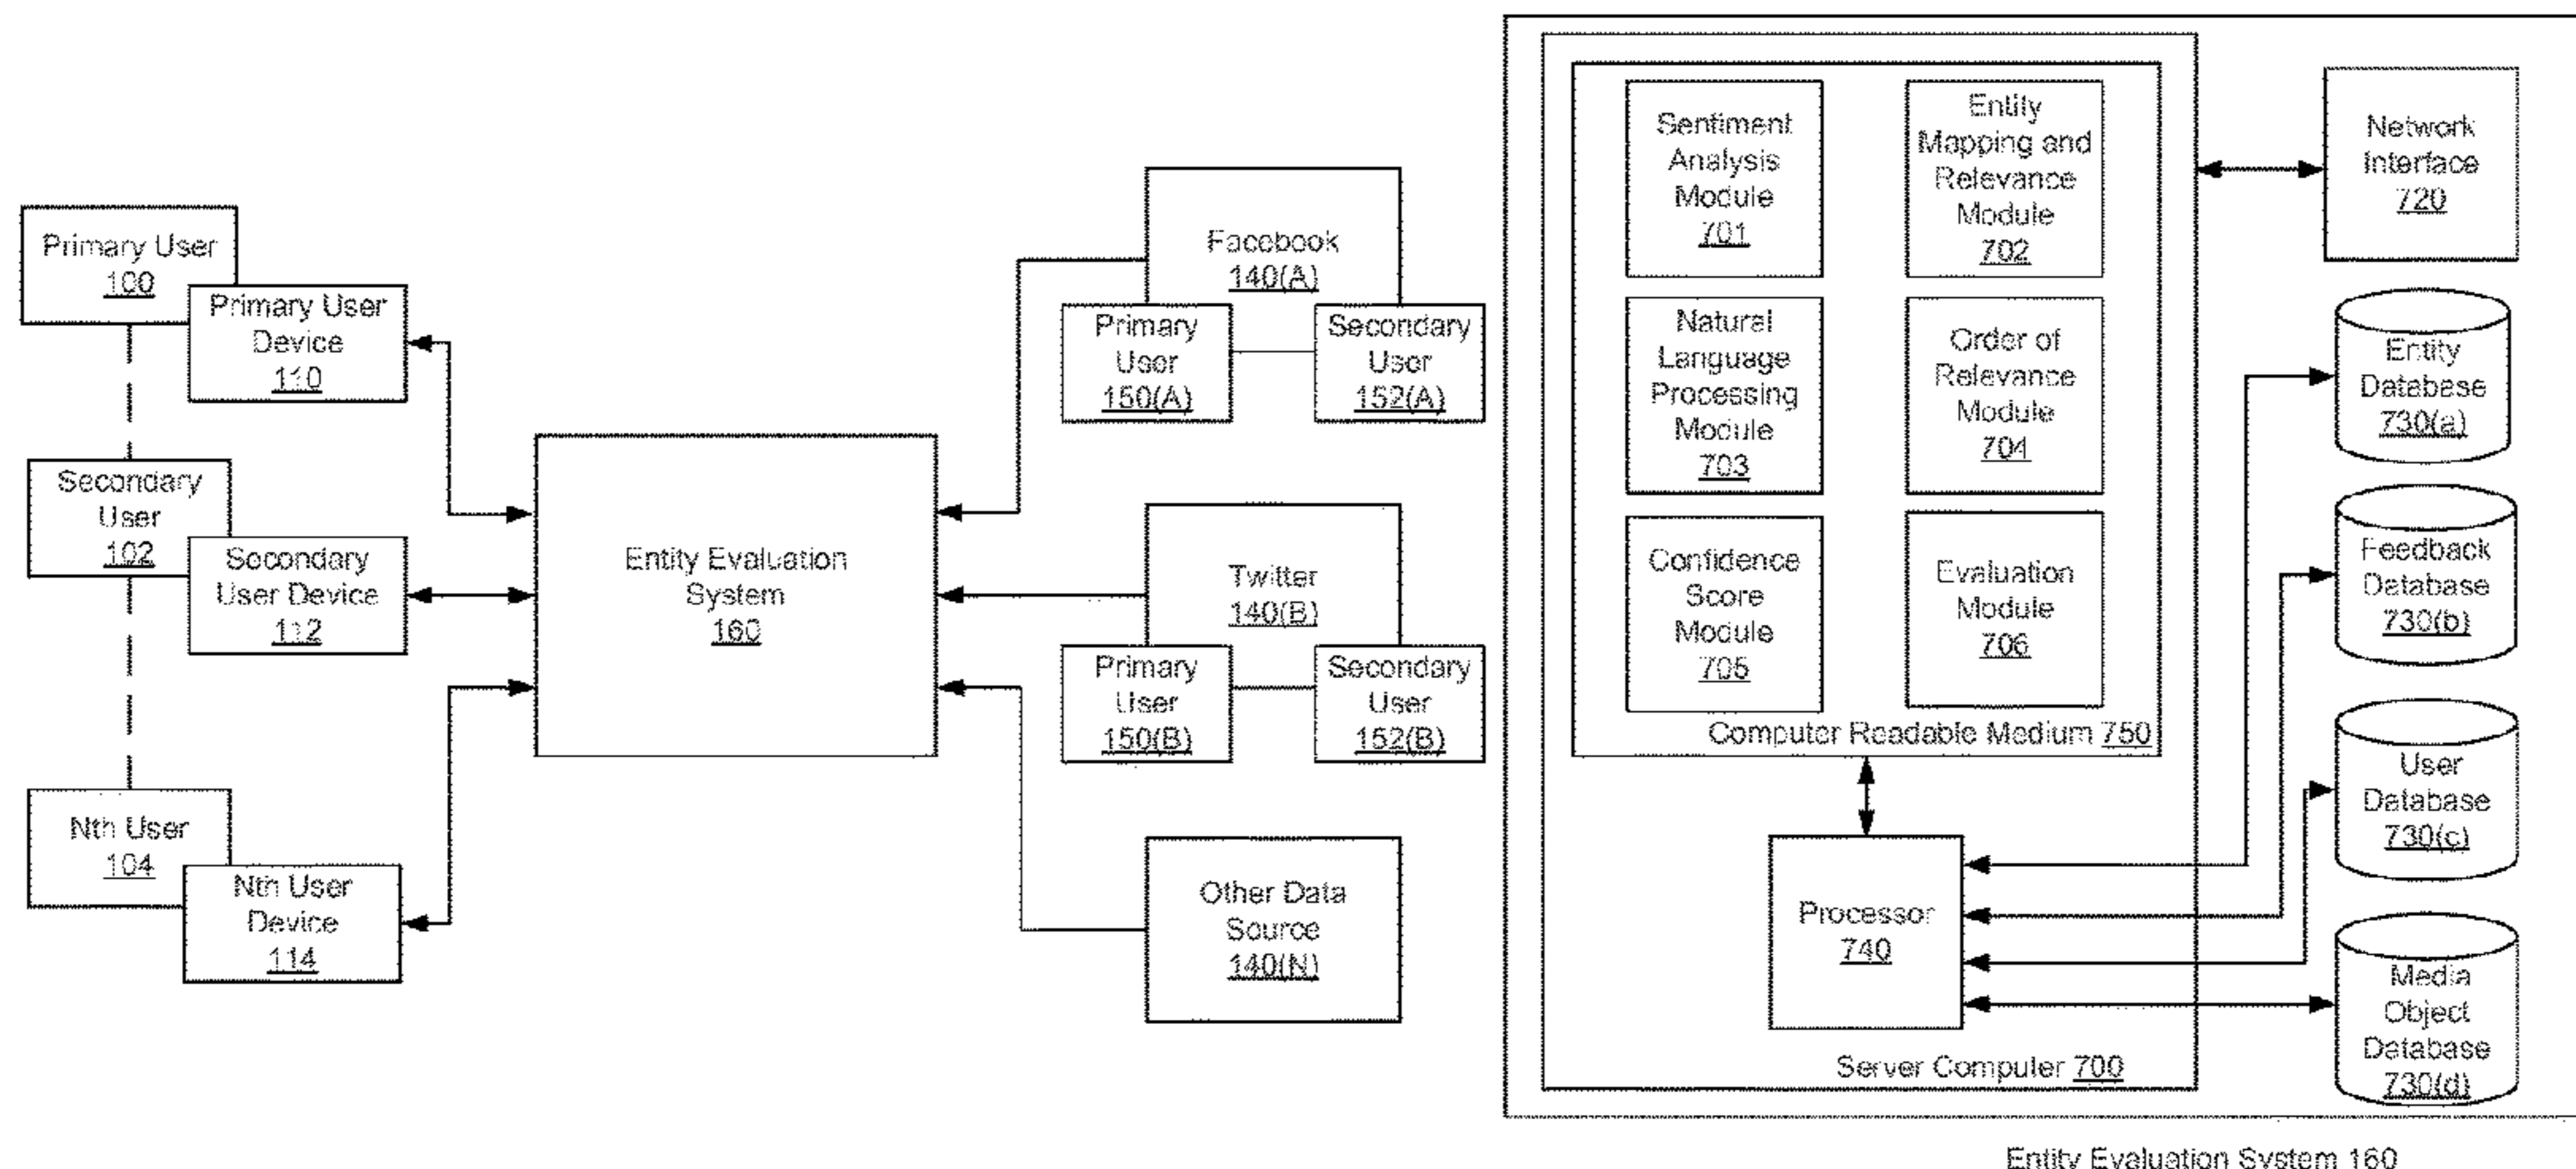 Primary User
100
Primary User
Device
110
Secondary
User
102
Secondary
User Device
112
Nth User
104
Nth User
Device
114
Entity Evaluation
System
160
Facebook
140(A)
Primary
User
150(A)
Secondary
User
152(A)
Twitter
140(B)
Primary
User
150(B)
Secondary
User
152(B)
Other Data
Source
140(N)
Sentiment
Analysis
Module
701
Entity
Mapping and
Relevance
Module
702
Natural
Language
Processing
Module
703
Order of
Relevance
Module
704
Confidence
Score
Module
705
Evaluation
Module
706
Computer Readable Medium 750
Processor
740
Server Computer 700
Network
Interface
720
Entity
Database
730(a)
Feedback
Database
730(b)
User
Database
730(c)
Media
Object
Database
730(d)
Entity Evaluation System 160